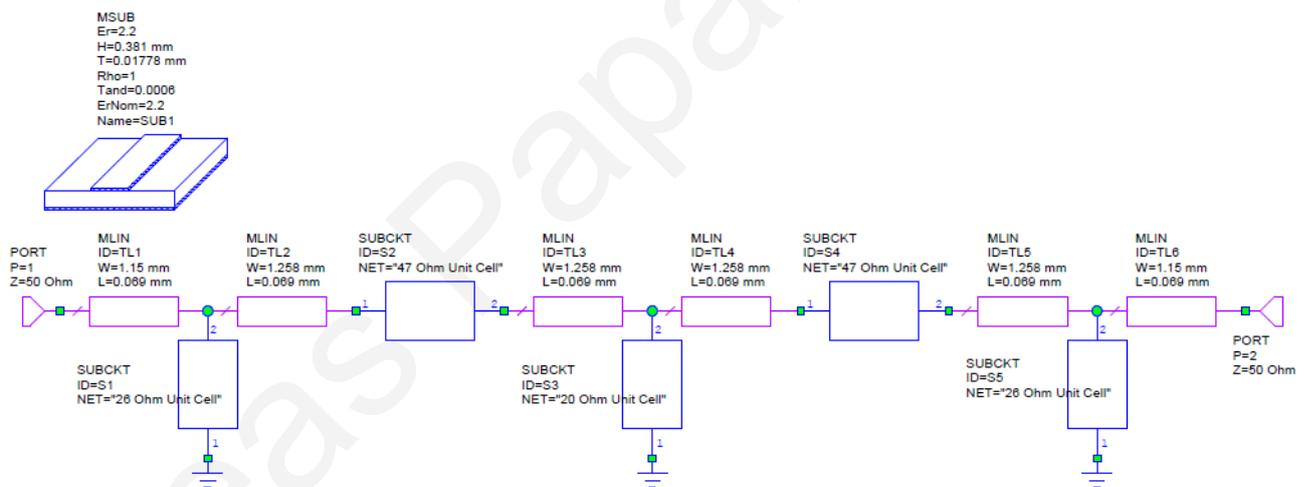 MSUB
Er=2.2
H=0.381 mm
T=0.01778 mm
Rho=1
Tand=0.0006
ErNom=2.2
Name=SUB1
PORT
P=1
Z=50 Ohm
MLIN
ID=TL1
W=1.15 mm
L=0.069 mm
MLIN
ID=TL2
W=1.258 mm
L=0.069 mm
SUBCKT
ID=S2
NET="47 Ohm Unit Cell"
MLIN
ID=TL3
W=1.258 mm
L=0.069 mm
MLIN
ID=TL4
W=1.258 mm
L=0.069 mm
SUBCKT
ID=S4
NET="47 Ohm Unit Cell"
MLIN
ID=TL5
W=1.258 mm
L=0.069 mm
MLIN
ID=TL6
W=1.15 mm
L=0.069 mm
1
2
1
2
2
2
2
PORT
P=2
Z=50 Ohm
SUBCKT
ID=S1
NET="26 Ohm Unit Cell"
SUBCKT
ID=S3
NET="20 Ohm Unit Cell"
SUBCKT
ID=S5
NET="26 Ohm Unit Cell"
1
1
1
as Papa